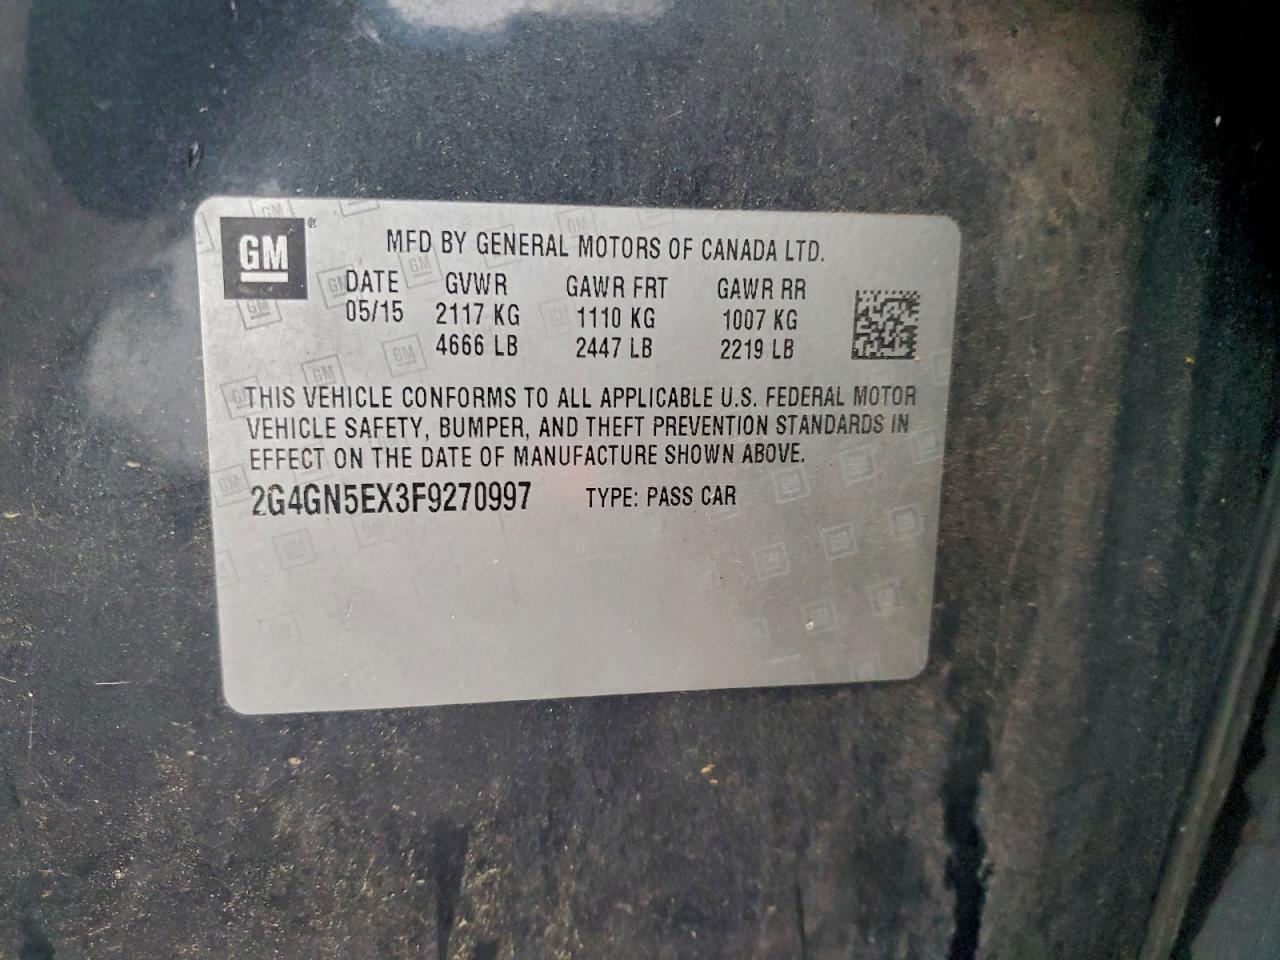 GM ®
MFD BY GENERAL MOTORS OF CANADA LTD.
DATE GVWR GAWR FRT GAWR RR
05/15 2117 KG 1110 KG 1007 KG
4666 LB 2447 LB 2219 LB
THIS VEHICLE CONFORMS TO ALL APPLICABLE U.S. FEDERAL MOTOR
VEHICLE SAFETY, BUMPER, AND THEFT PREVENTION STANDARDS IN
EFFECT ON THE DATE OF MANUFACTURE SHOWN ABOVE.
2G4GN5EX3F9270997 TYPE: PASS CAR